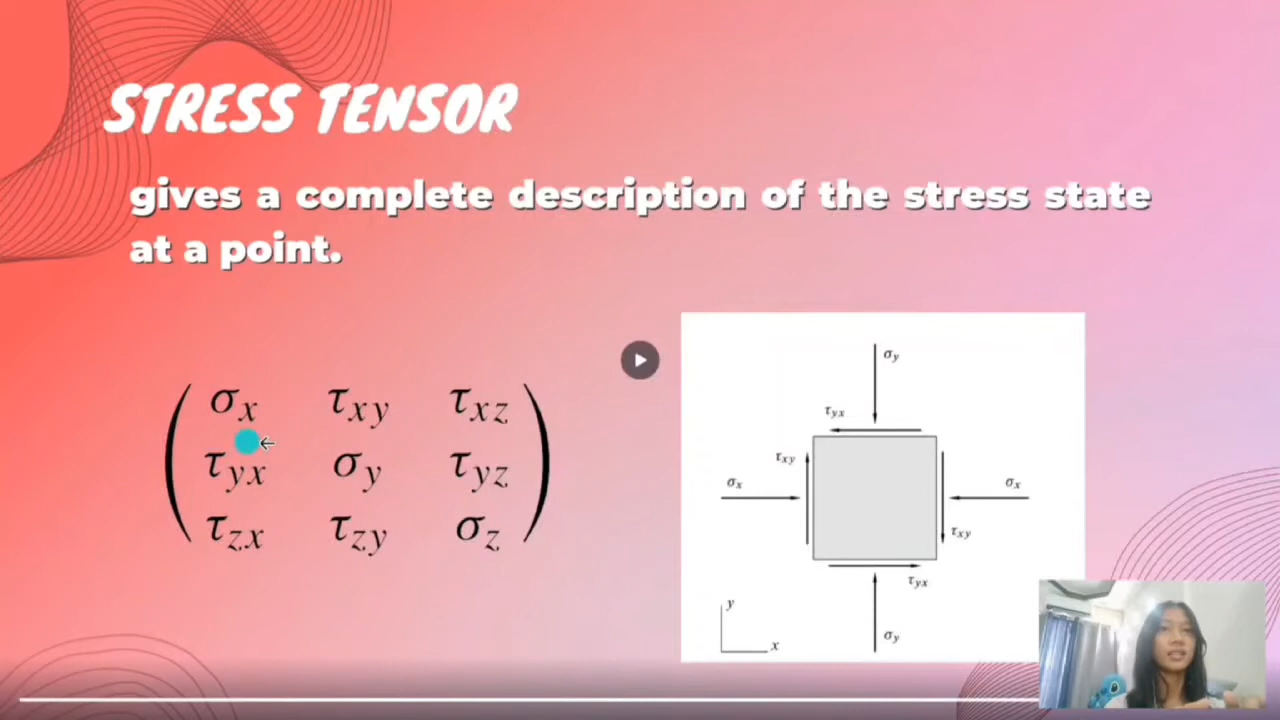 STRESS TENSOR
gives a complete description of the stress state
at a point.
σx τxy τxz
τyx σy τyz
τzx τzy σz
σy
τyx
τxy
σx
σx
τxy
τyx
σy
y
x